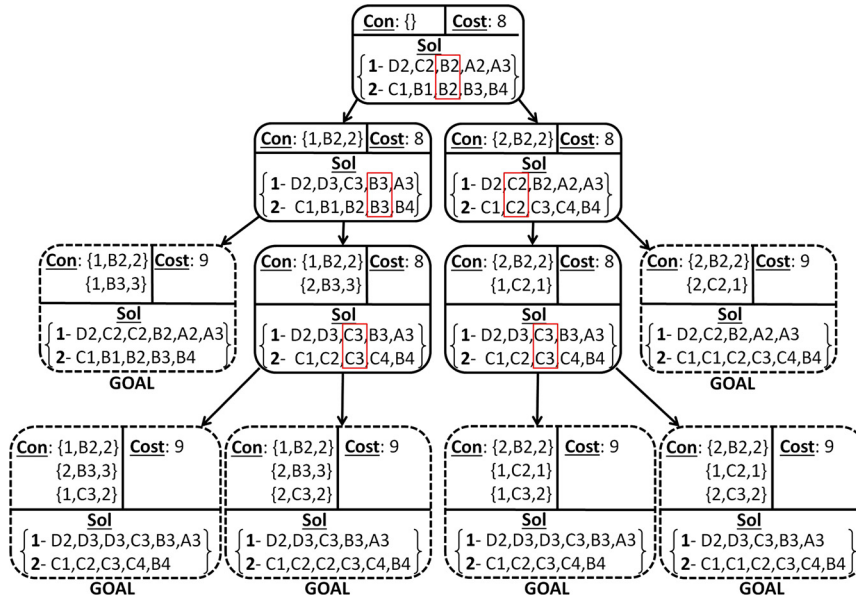 Con: {} Cost: 8
Sol
1- D2,C2,B2,A2,A3
2- C1,B1,B2,B3,B4
Con: {1,B2,2} Cost: 8
Sol
1- D2,D3,C3,B3,A3
2- C1,B1,B2,B3,B4
Con: {2,B2,2} Cost: 8
Sol
1- D2,C2,B2,A2,A3
2- C1,C2,C3,C4,B4
Con: {1,B2,2} Cost: 9
{1,B3,3}
Sol
1- D2,C2,C2,B2,A2,A3
2- C1,B1,B2,B3,B4
GOAL
Con: {1,B2,2} Cost: 8
{2,B3,3}
Sol
1- D2,D3,C3,B3,A3
2- C1,C2,C3,C4,B4
Con: {2,B2,2} Cost: 8
{1,C2,1}
Sol
1- D2,D3,C3,B3,A3
2- C1,C2,C3,C4,B4
Con: {2,B2,2} Cost: 9
{2,C2,1}
Sol
1- D2,C2,B2,A2,A3
2- C1,C1,C2,C3,C4,B4
GOAL
Con: {1,B2,2} Cost: 9
{2,B3,3}
{1,C3,2}
Sol
1- D2,D3,D3,C3,B3,A3
2- C1,C2,C3,C4,B4
GOAL
Con: {1,B2,2} Cost: 9
{2,B3,3}
{2,C3,2}
Sol
1- D2,D3,C3,B3,A3
2- C1,C2,C2,C3,C4,B4
GOAL
Con: {2,B2,2} Cost: 9
{1,C2,1}
{1,C3,2}
Sol
1- D2,D3,D3,C3,B3,A3
2- C1,C2,C3,C4,B4
GOAL
Con: {2,B2,2} Cost: 9
{1,C2,1}
{2,C3,2}
Sol
1- D2,D3,C3,B3,A3
2- C1,C1,C2,C3,C4,B4
GOAL